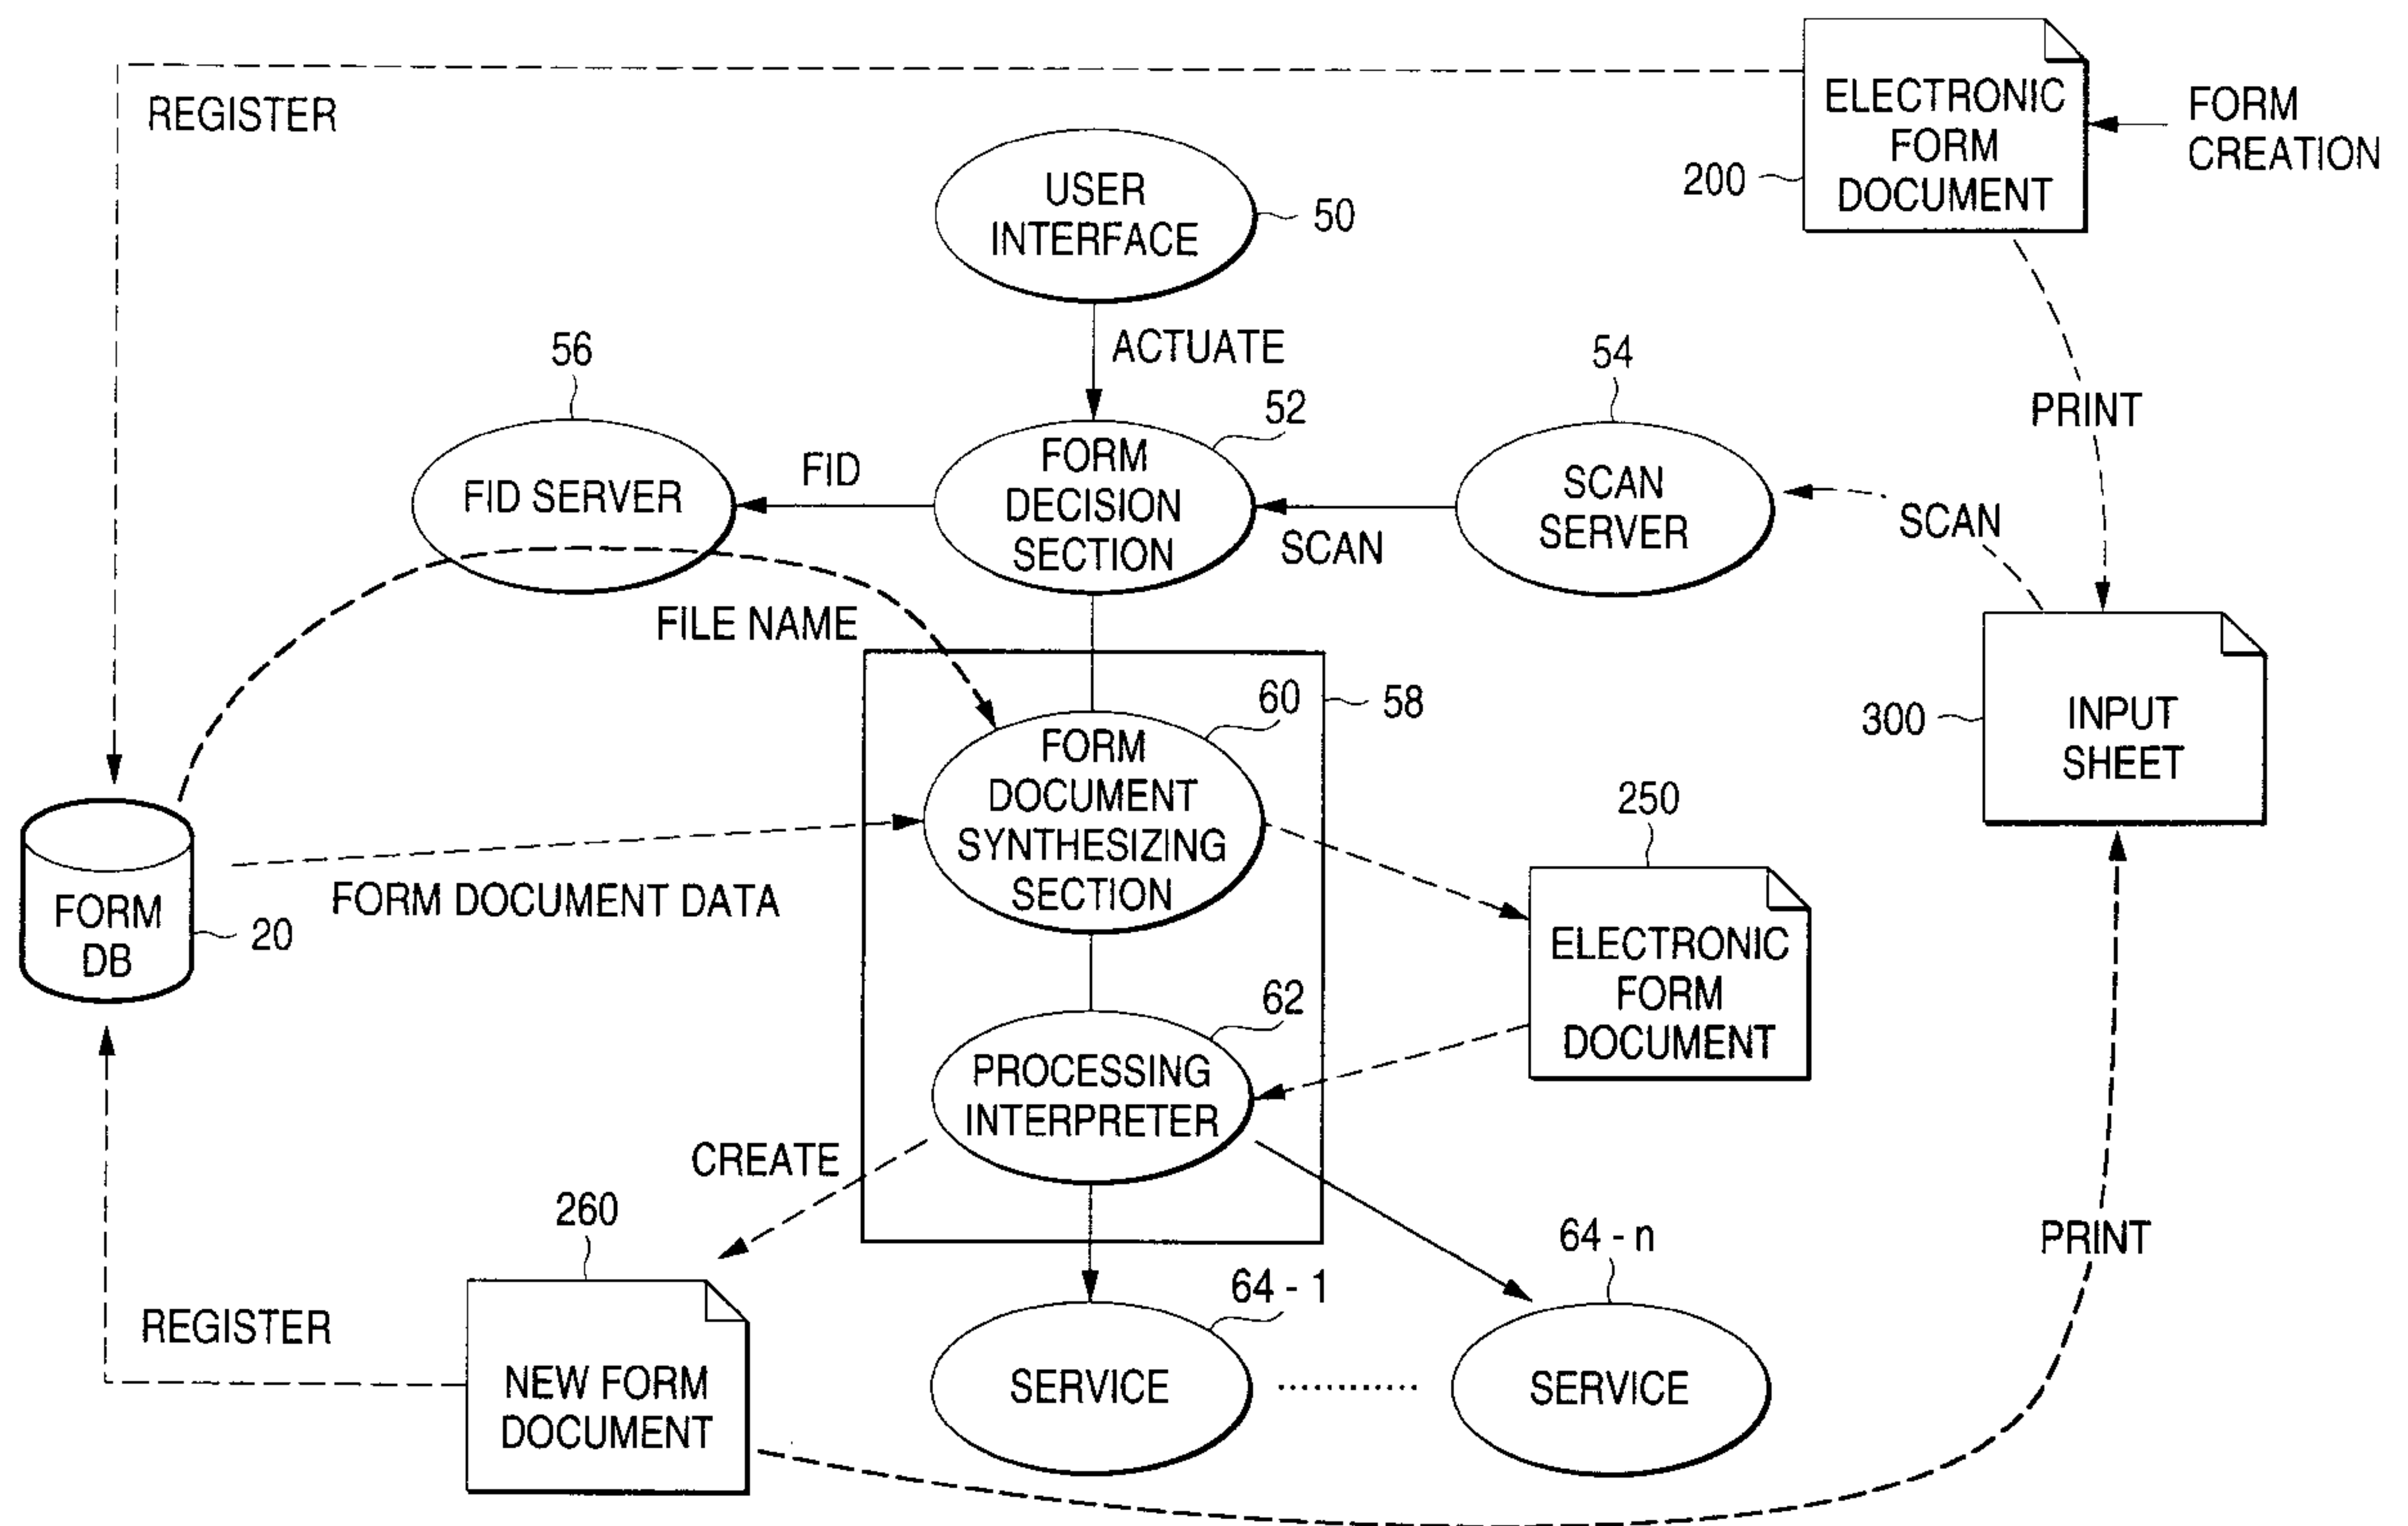 ELECTRONIC
FORM
DOCUMENT
200
FORM
CREATION
REGISTER
USER
INTERFACE
50
ACTUATE
PRINT
56
FID SERVER
FID
52
FORM
DECISION
SECTION
54
SCAN
SERVER
SCAN
SCAN
FILE NAME
58
60
FORM
DOCUMENT
SYNTHESIZING
SECTION
300
INPUT
SHEET
FORM
DB
20
FORM DOCUMENT DATA
250
ELECTRONIC
FORM
DOCUMENT
62
PROCESSING
INTERPRETER
CREATE
260
NEW FORM
DOCUMENT
REGISTER
64 - 1
SERVICE
..........
64 - n
SERVICE
PRINT